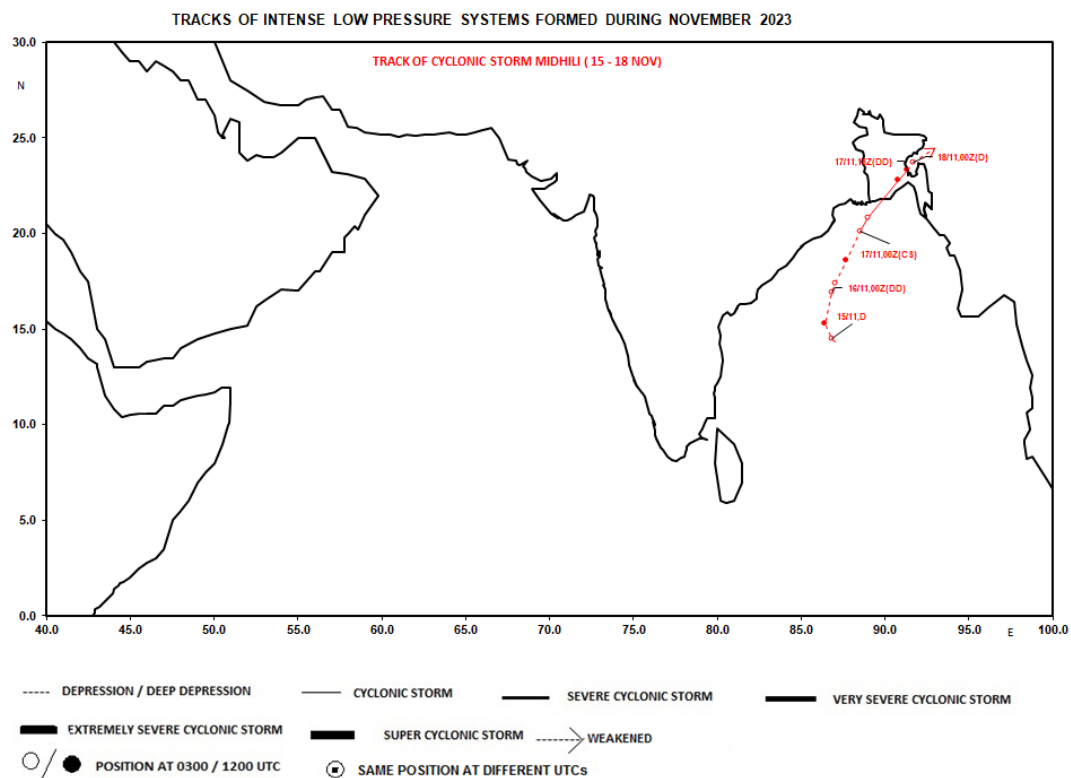 TRACKS OF INTENSE LOW PRESSURE SYSTEMS FORMED DURING NOVEMBER 2023
TRACK OF CYCLONIC STORM MIDHILI ( 15 - 18 NOV)
30.0
N
25.0
20.0
15.0
10.0
5.0
0.0
17/11,18Z(DD)
18/11,00Z(D)
17/11,00Z(CS)
16/11,00Z(DD)
15/11,D
40.0 45.0 50.0 55.0 60.0 65.0 70.0 75.0 80.0 85.0 90.0 95.0 E 100.0
DEPRESSION / DEEP DEPRESSION CYCLONIC STORM SEVERE CYCLONIC STORM VERY SEVERE CYCLONIC STORM
EXTREMELY SEVERE CYCLONIC STORM SUPER CYCLONIC STORM WEAKENED
POSITION AT 0300 / 1200 UTC SAME POSITION AT DIFFERENT UTCs